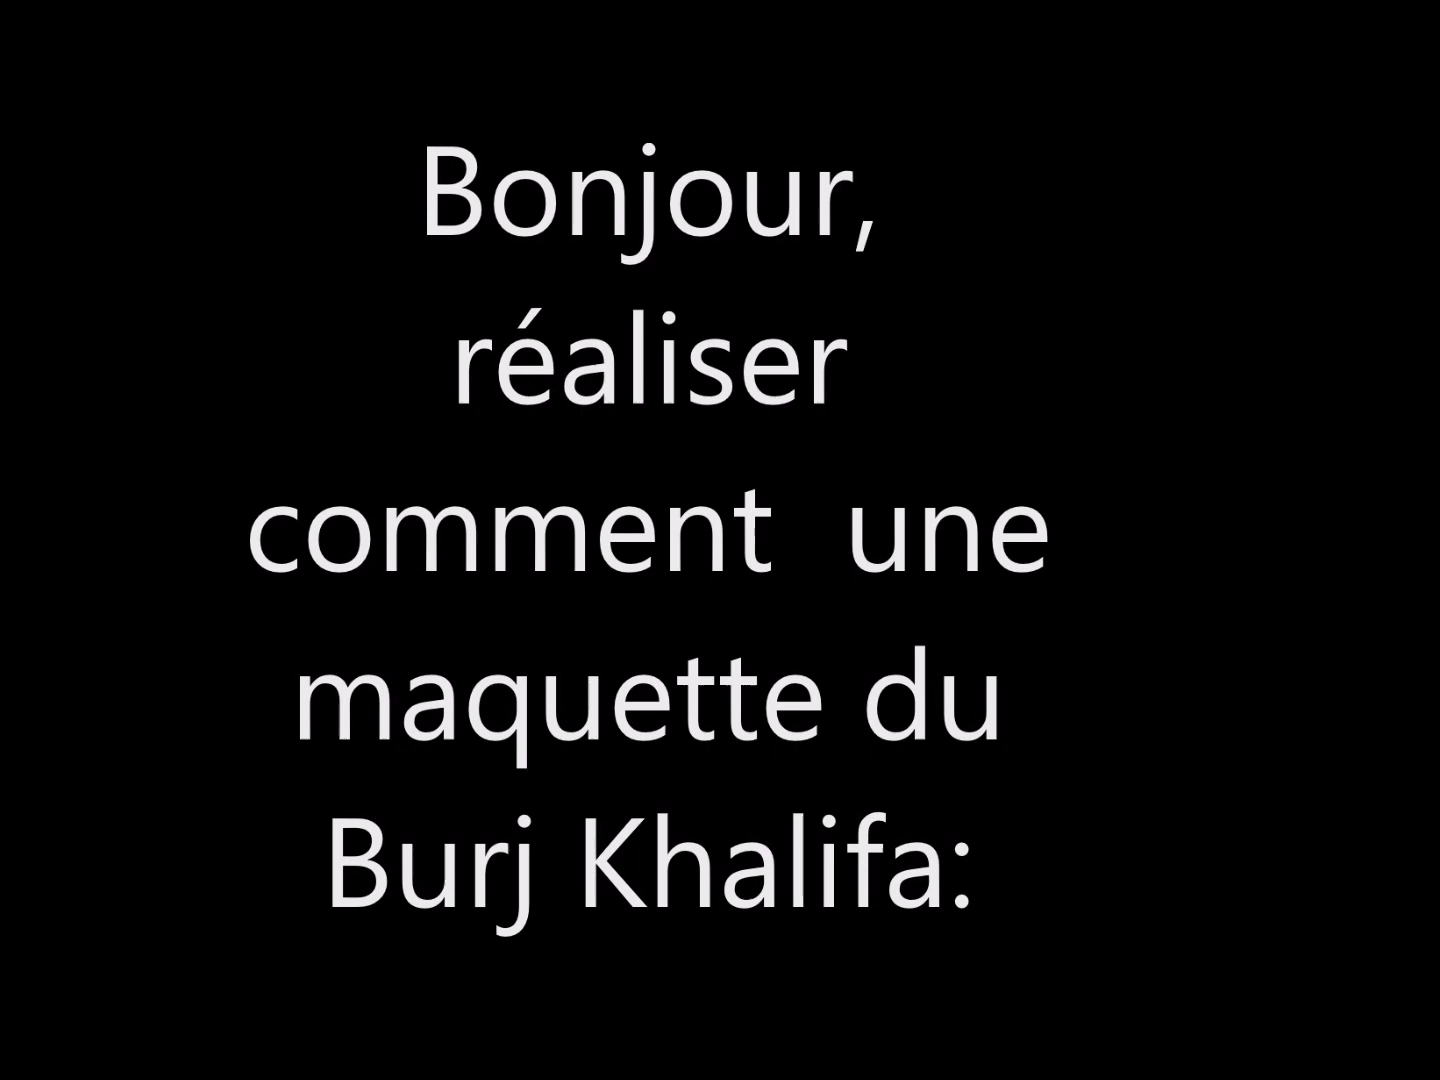 Bonjour,
réaliser
comment  une
maquette du
Burj Khalifa: